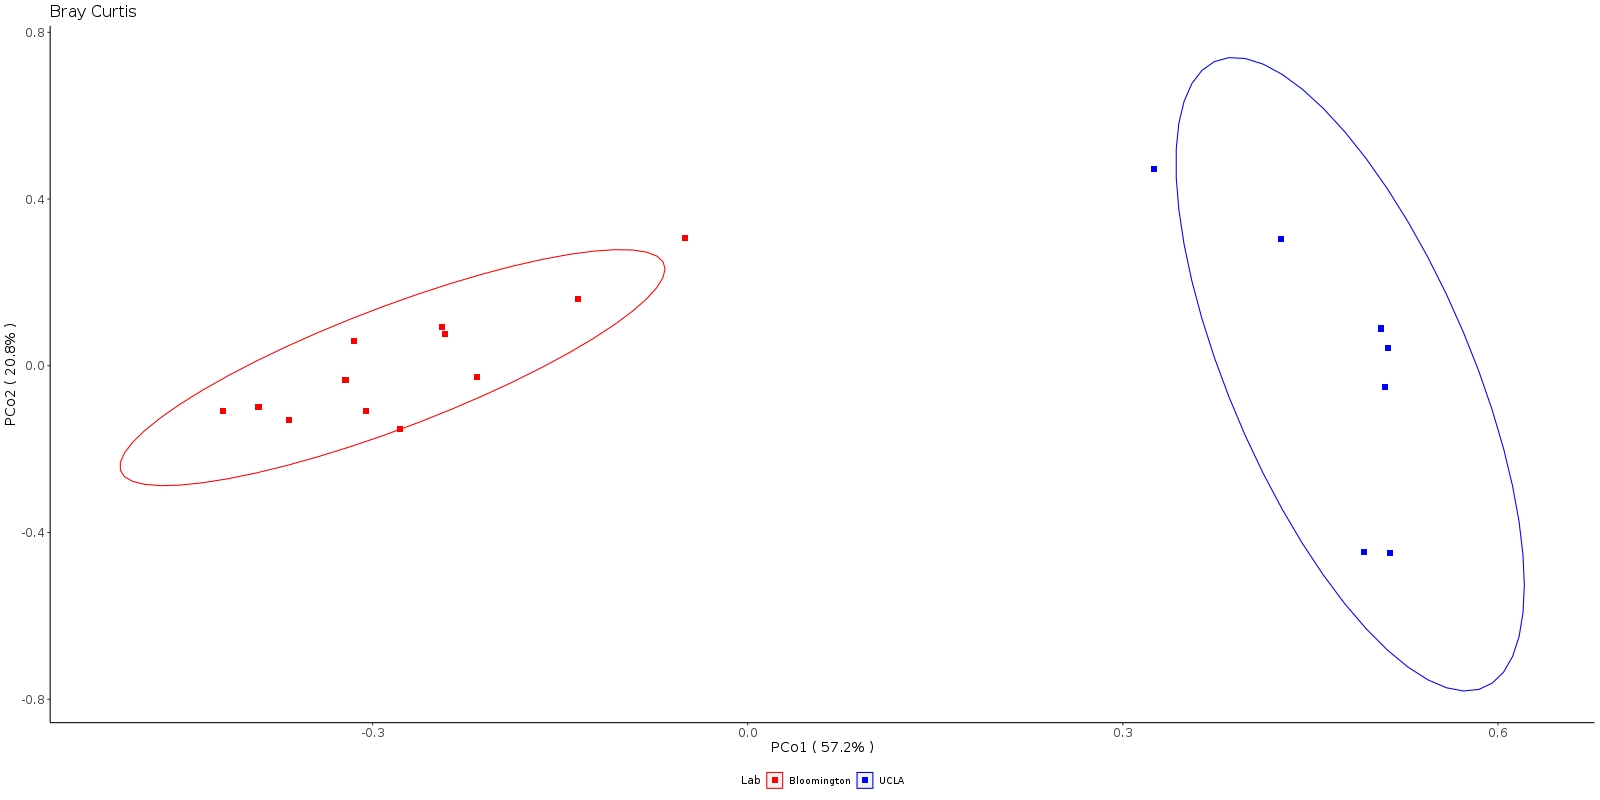 Bray Curtis
0.8
0.4
0.0
-0.4
-0.8
PCo2 ( 20.8% )
-0.3 0.0 0.3 0.6
PCo1 ( 57.2% )
Lab Bloomington UCLA